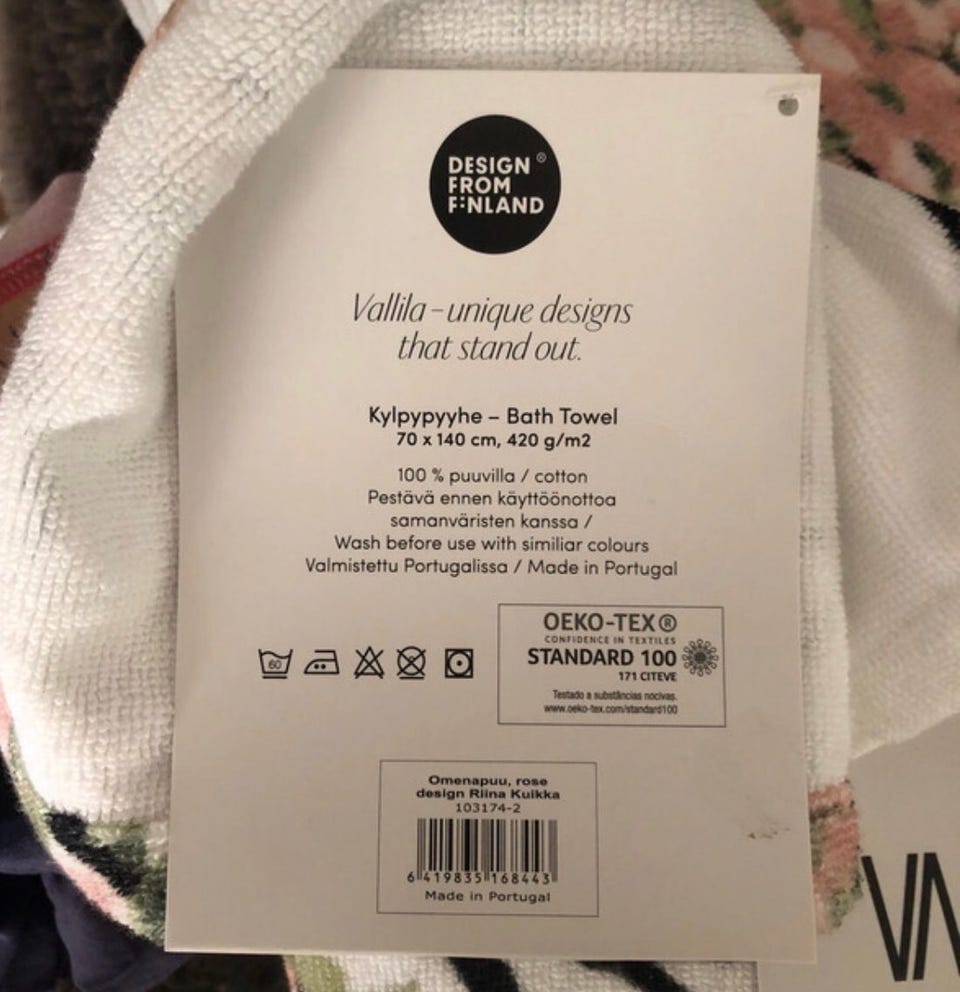 DESIGN ®
FROM
FINLAND
Vallila – unique designs
that stand out.
Kylpypyyhe – Bath Towel
70 x 140 cm, 420 g/m2
100 % puuvilla / cotton
Pestävä ennen käyttöönottoa
samanväristen kanssa /
Wash before use with similiar colours
Valmistettu Portugalissa / Made in Portugal
60
OEKO-TEX®
CONFIDENCE IN TEXTILES
STANDARD 100
171 CITEVE
Testado a substâncias nocivas.
www.oeko-tex.com/standard100
Omenapuu, rose
design Riina Kuikka
103174-2
6 419835 168443
Made in Portugal